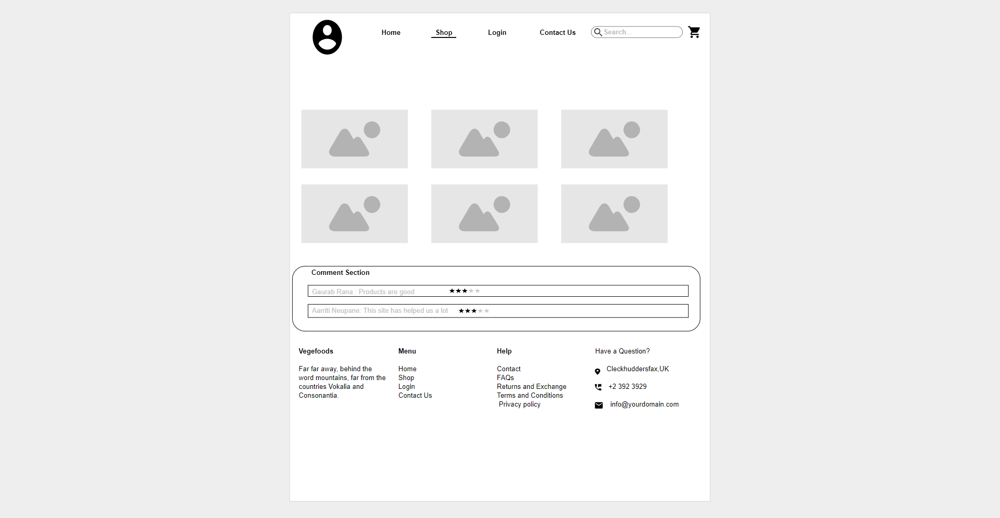 Home Shop Login Contact Us Search...
Comment Section
Gaurab Rana : Products are good
Aarriti Neupane: This site has helped us a lot
Vegefoods
Far far away, behind the
word mountains, far from the
countries Vokalia and
Consonantia.
Menu
Home
Shop
Login
Contact Us
Help
Contact
FAQs
Returns and Exchange
Terms and Conditions
Privacy policy
Have a Question?
Cleckhuddersfax,UK
+2 392 3929
info@yourdomain.com